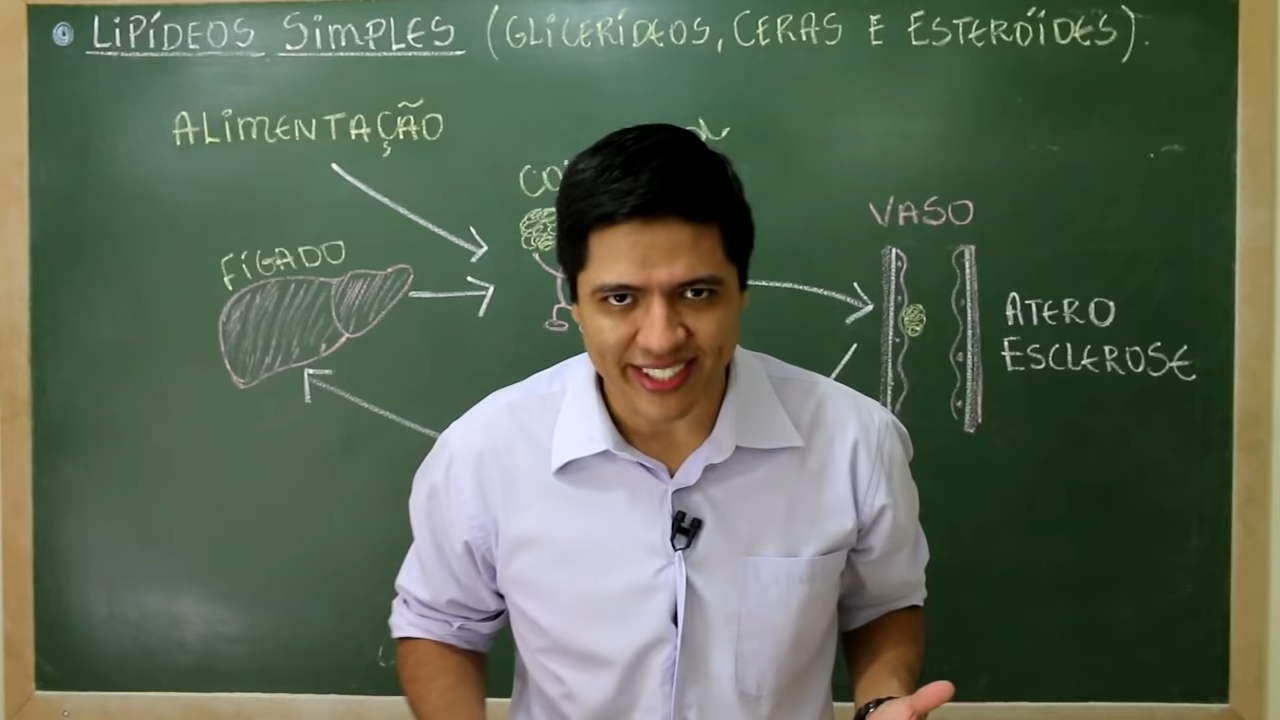 LIPÍDEOS SIMPLES (GLICERÍDEOS, CERAS E ESTERÓIDES).
ALIMENTAÇÃO
VASO
FÍGADO
ATERO
ESCLEROSE